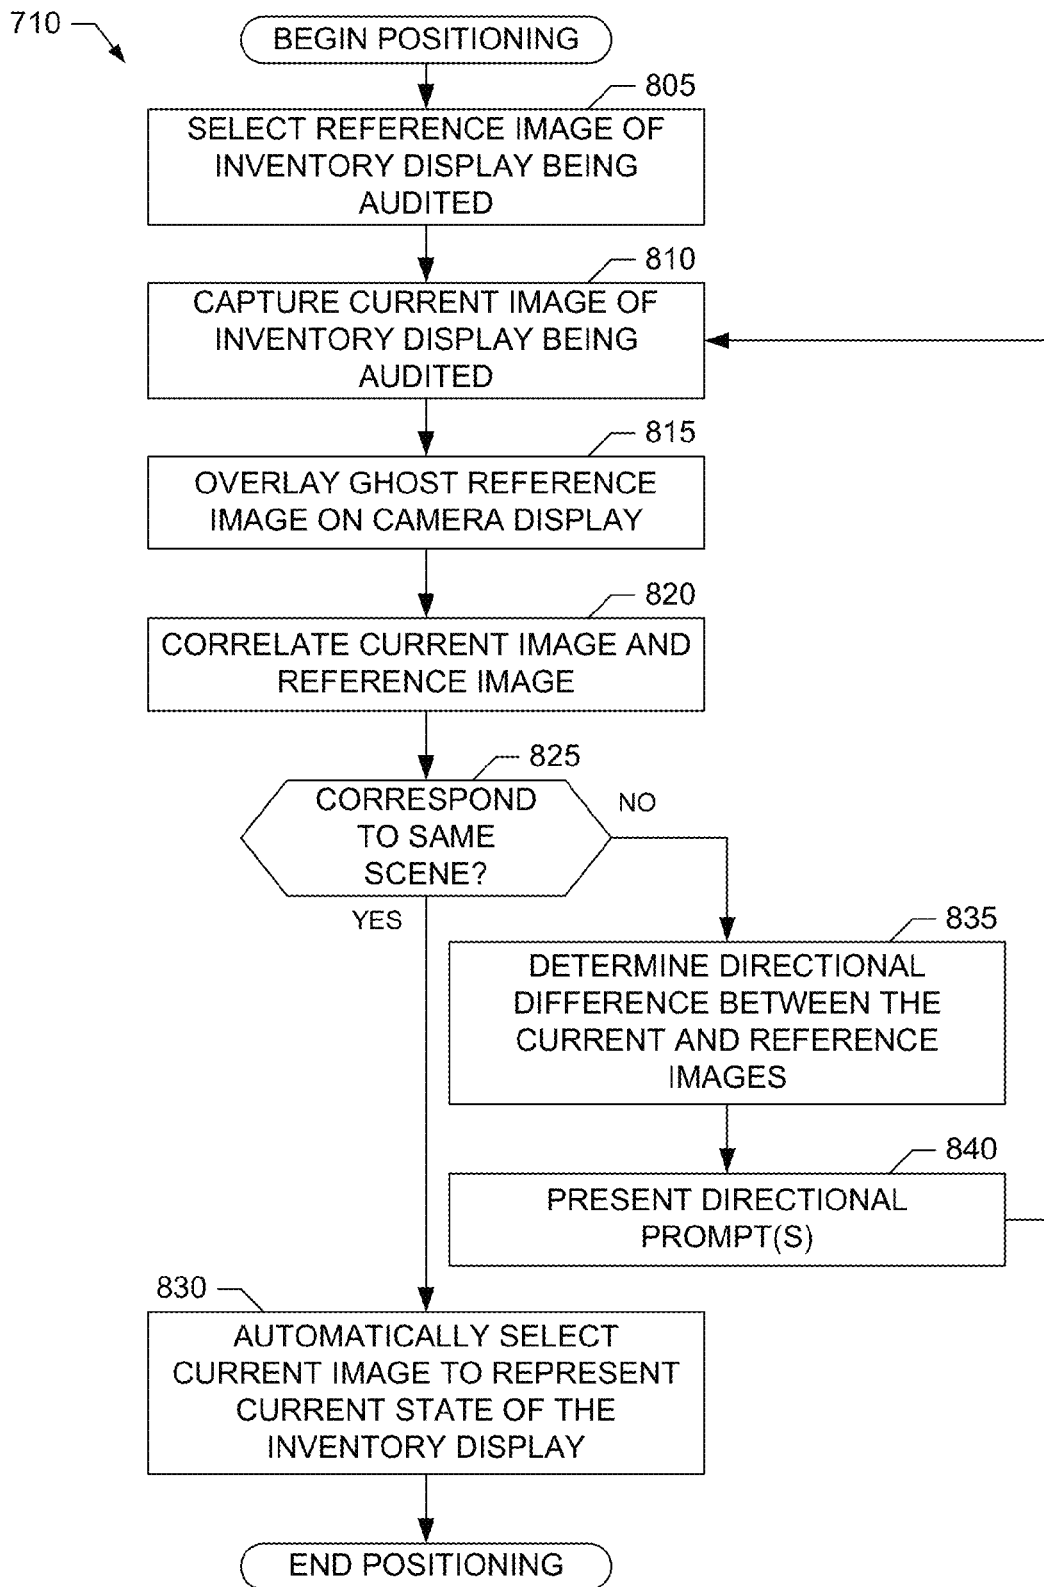 710
BEGIN POSITIONING
805
SELECT REFERENCE IMAGE OF
INVENTORY DISPLAY BEING
AUDITED
810
CAPTURE CURRENT IMAGE OF
INVENTORY DISPLAY BEING
AUDITED
815
OVERLAY GHOST REFERENCE
IMAGE ON CAMERA DISPLAY
820
CORRELATE CURRENT IMAGE AND
REFERENCE IMAGE
825
CORRESPOND
TO SAME
SCENE?
NO
YES
835
DETERMINE DIRECTIONAL
DIFFERENCE BETWEEN THE
CURRENT AND REFERENCE
IMAGES
840
PRESENT DIRECTIONAL
PROMPT(S)
830
AUTOMATICALLY SELECT
CURRENT IMAGE TO REPRESENT
CURRENT STATE OF THE
INVENTORY DISPLAY
END POSITIONING